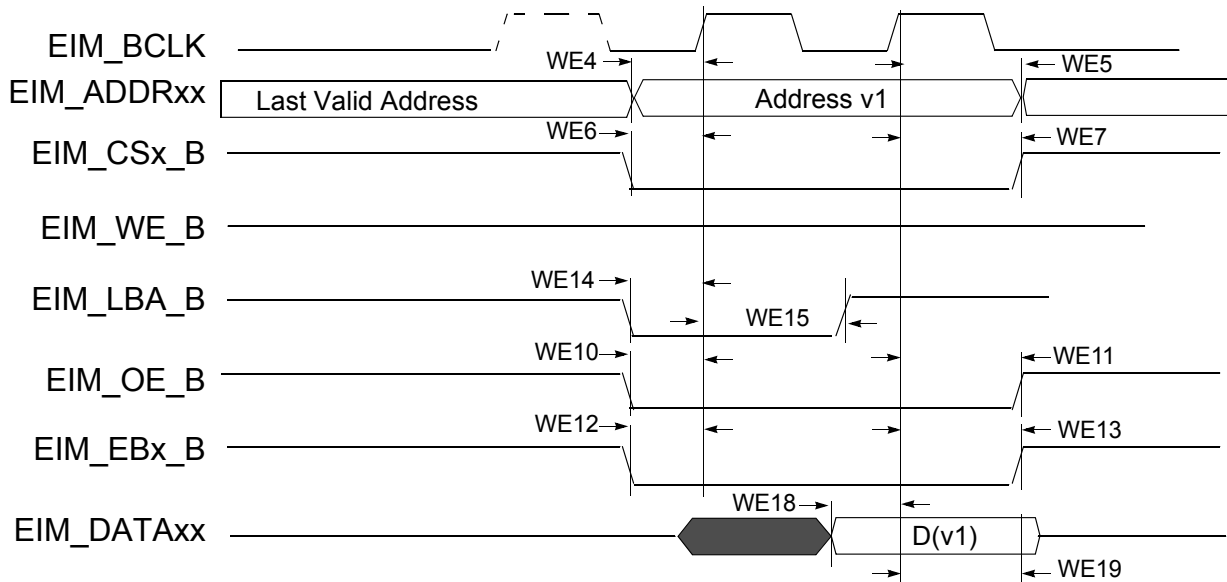 EIM_BCLK
WE4
WE5
EIM_ADDRxx
Last Valid Address
Address v1
WE6
WE7
EIM_CSx_B
EIM_WE_B
WE14
EIM_LBA_B
WE15
WE10
WE11
EIM_OE_B
WE12
WE13
EIM_EBx_B
WE18
EIM_DATAxx
D(v1)
WE19